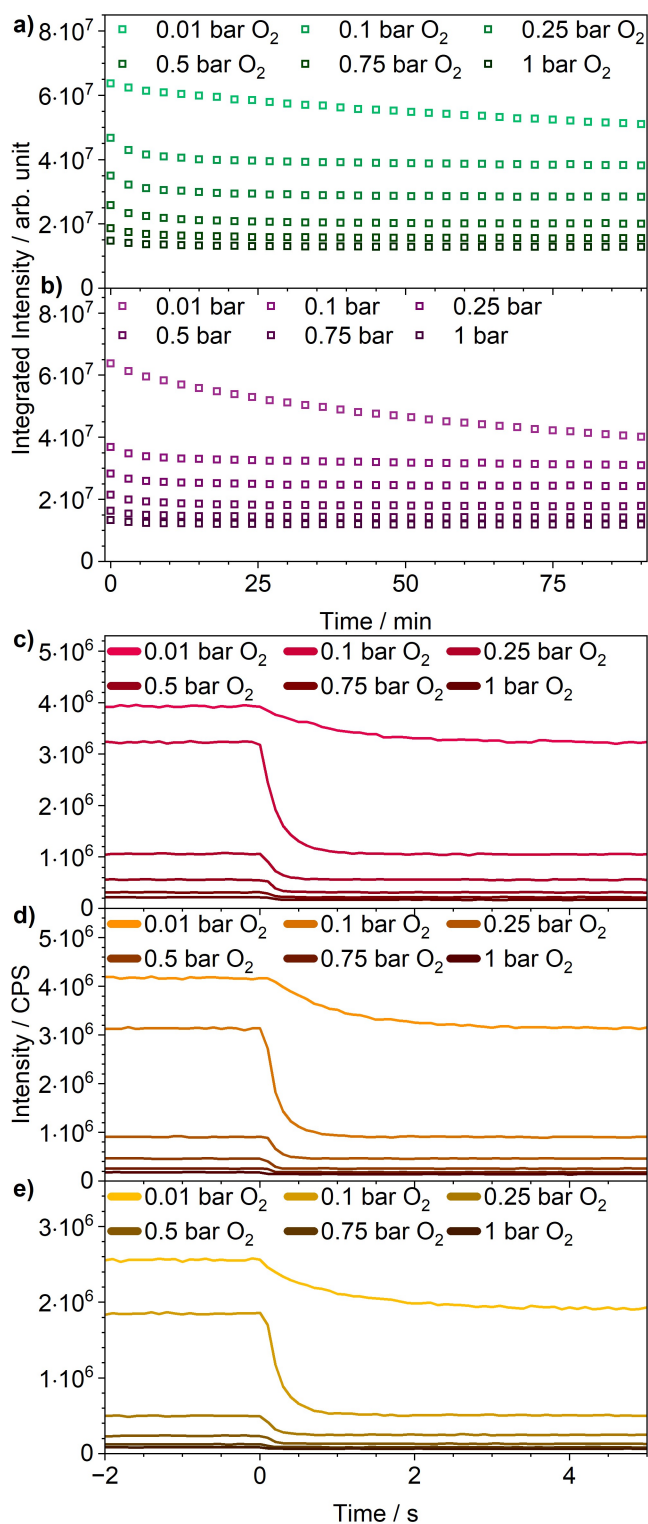 a)
8·10⁷
0.01 bar O₂ 0.1 bar O₂ 0.25 bar O₂
0.5 bar O₂ 0.75 bar O₂ 1 bar O₂
6·10⁷
4·10⁷
2·10⁷
0
Integrated Intensity / arb. unit
b)
8·10⁷
0.01 bar 0.1 bar 0.25 bar
0.5 bar 0.75 bar 1 bar
6·10⁷
4·10⁷
2·10⁷
0
0 25 50 75
Time / min
c)
5·10⁶
0.01 bar O₂ 0.1 bar O₂ 0.25 bar O₂
0.5 bar O₂ 0.75 bar O₂ 1 bar O₂
4·10⁶
3·10⁶
2·10⁶
1·10⁶
0
d)
5·10⁶
0.01 bar O₂ 0.1 bar O₂ 0.25 bar O₂
0.5 bar O₂ 0.75 bar O₂ 1 bar O₂
4·10⁶
3·10⁶
2·10⁶
1·10⁶
0
Intensity / CPS
e)
0.01 bar O₂ 0.1 bar O₂ 0.25 bar O₂
0.5 bar O₂ 0.75 bar O₂ 1 bar O₂
3·10⁶
2·10⁶
1·10⁶
0
−2 0 2 4
Time / s